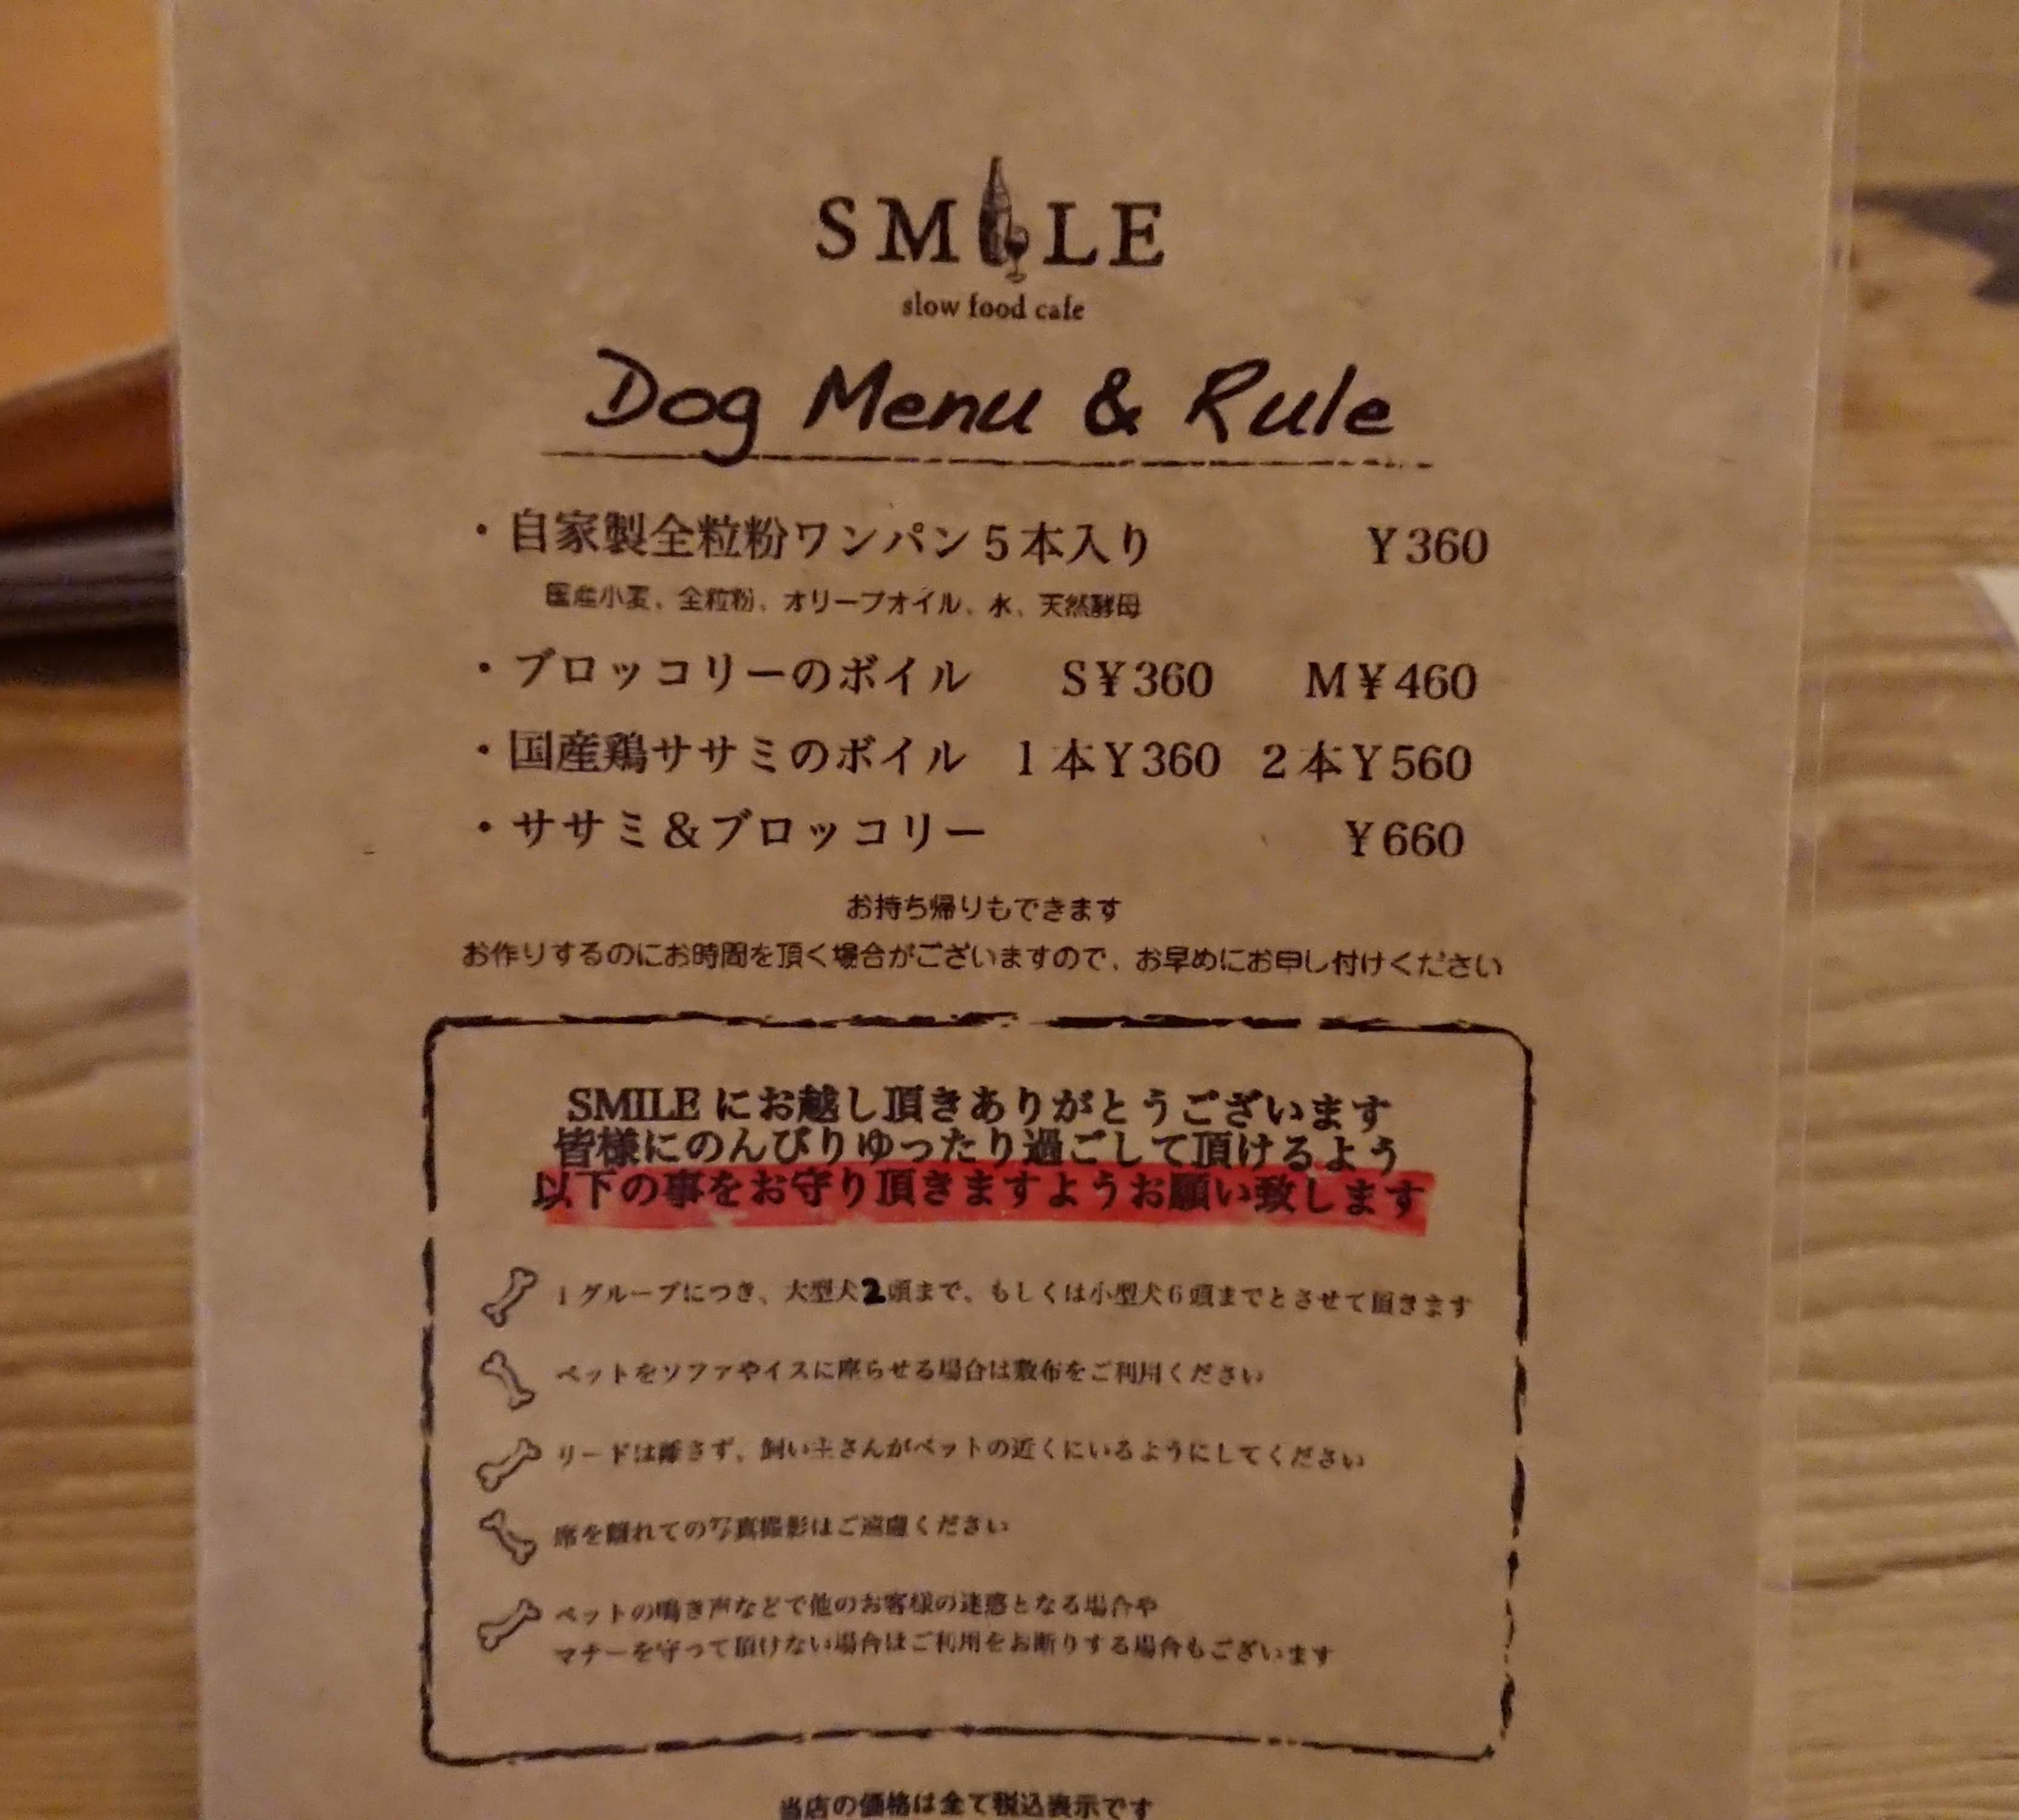 SMILE
slow food cafe
Dog Menu & Rule
・自家製全粒粉ワンパン5本入り ¥360
国産小麦、全粒粉、オリーブオイル、水、天然酵母
・ブロッコリーのボイル S¥360 M¥460
・国産鶏ササミのボイル 1本¥360 2本¥560
・ササミ&ブロッコリー ¥660
お持ち帰りもできます
お作りするのにお時間を頂く場合がございますので、お早めにお申し付けください
SMILEにお越し頂きありがとうございます
皆様にのんびりゆったり過ごして頂けるよう
以下の事をお守り頂きますようお願い致します
1グループにつき、大型犬2頭まで、もしくは小型犬6頭までとさせて頂きます
ペットをソファやイスに座らせる場合は敷布をご利用ください
リードは離さず、飼い主さんがペットの近くにいるようにしてください
席を離れての写真撮影はご遠慮ください
ペットの鳴き声などで他のお客様の迷惑となる場合や
マナーを守って頂けない場合はご利用をお断りする場合もございます
当店の価格は全て税込表示です